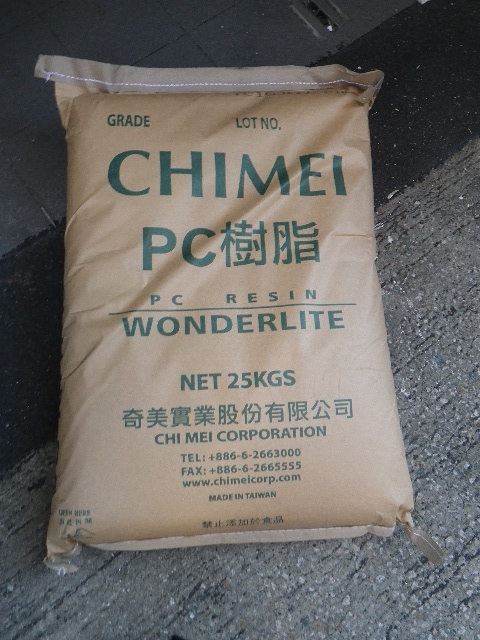 GRADE LOT NO.
CHIMEI
PC樹脂
PC RESIN
WONDERLITE
NET 25KGS
奇美實業股份有限公司
CHI MEI CORPORATION
TEL: +886-6-2663000
FAX: +886-6-2665555
www.chimeicorp.com
MADE IN TAIWAN
禁止添加於食品